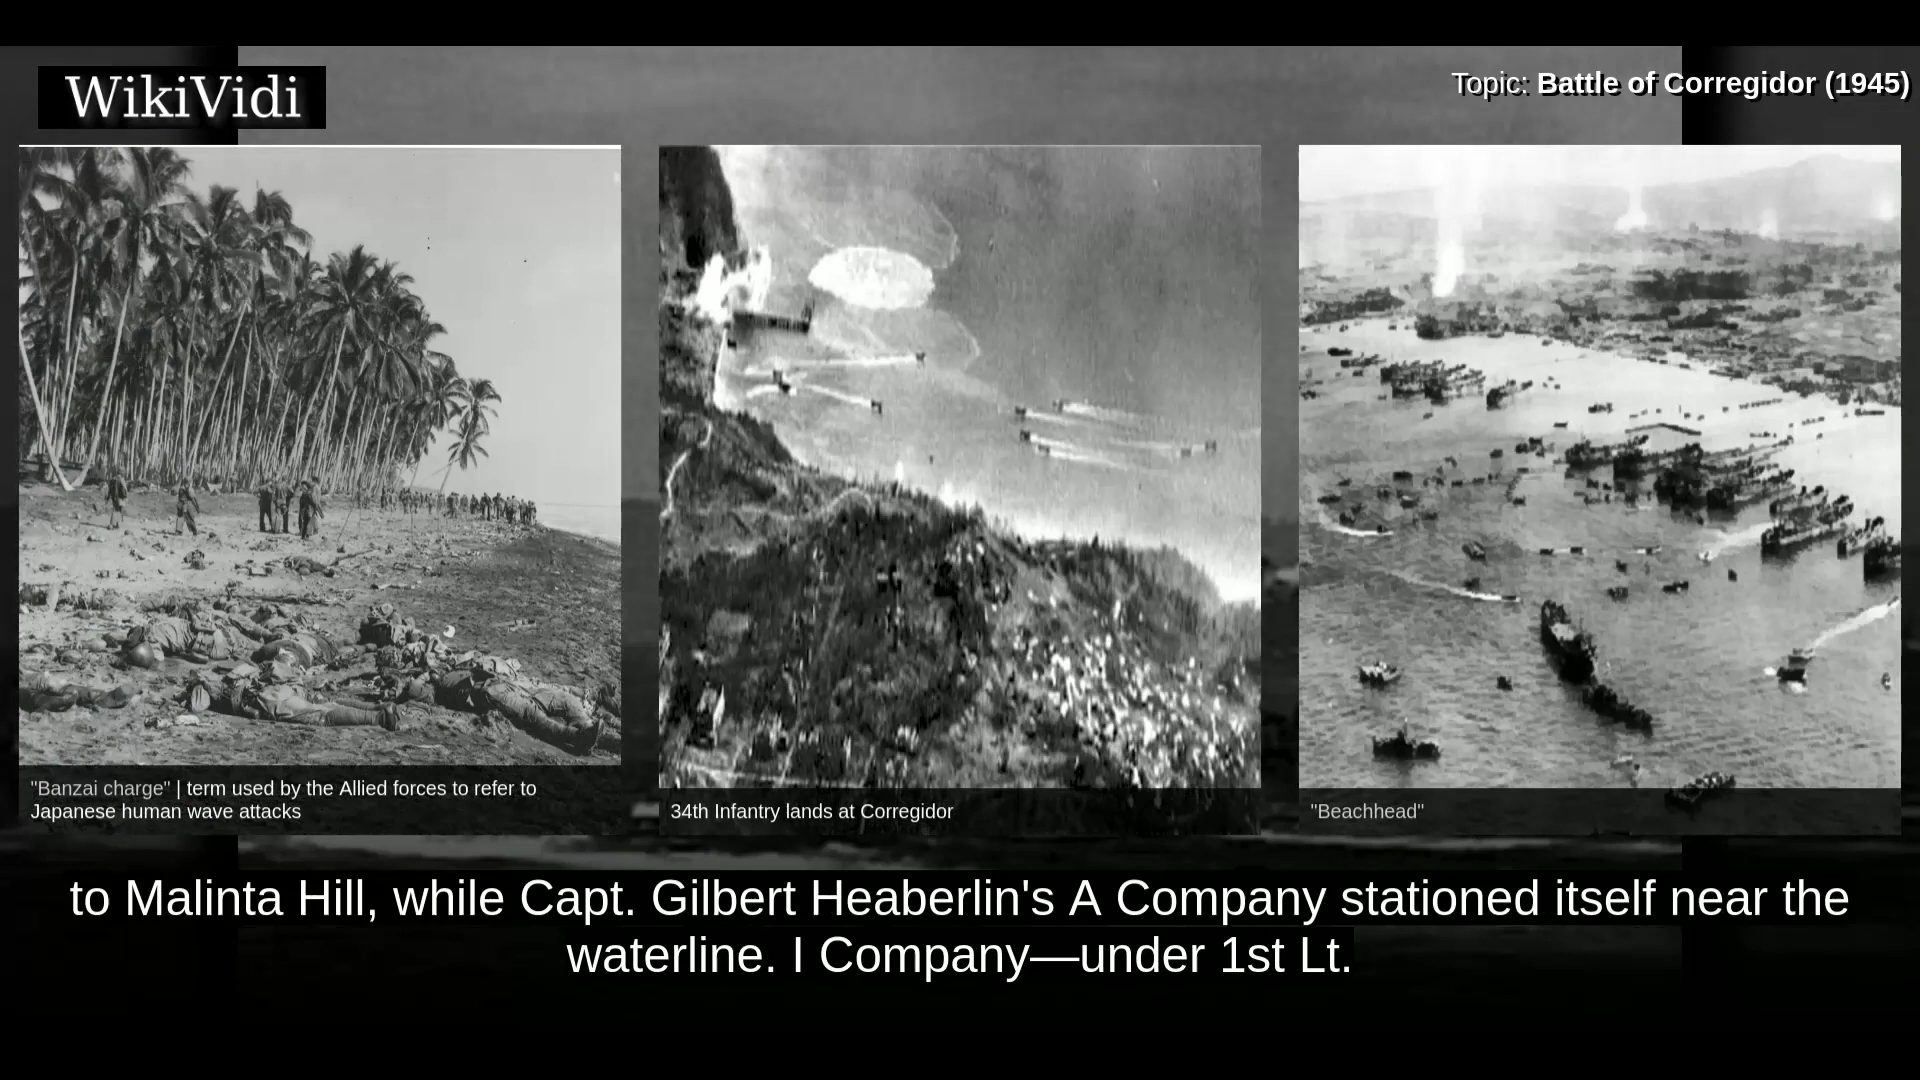 WikiVidi
Topic: Battle of Corregidor (1945)
"Banzai charge" | term used by the Allied forces to refer to
Japanese human wave attacks
34th Infantry lands at Corregidor
"Beachhead"
to Malinta Hill, while Capt. Gilbert Heaberlin's A Company stationed itself near the
waterline. I Company—under 1st Lt.